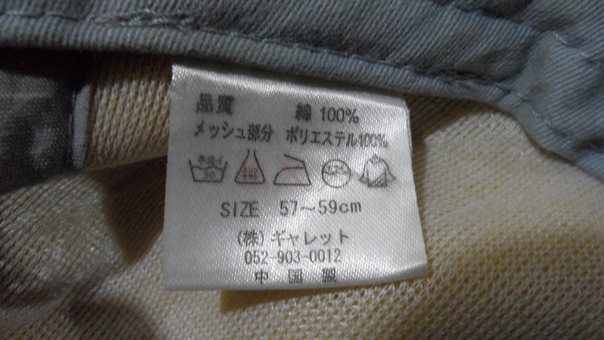 品質 綿 100%
メッシュ部分 ポリエステル100%
SIZE 57～59cm
(株)ギャレット
052-903-0012
中国製